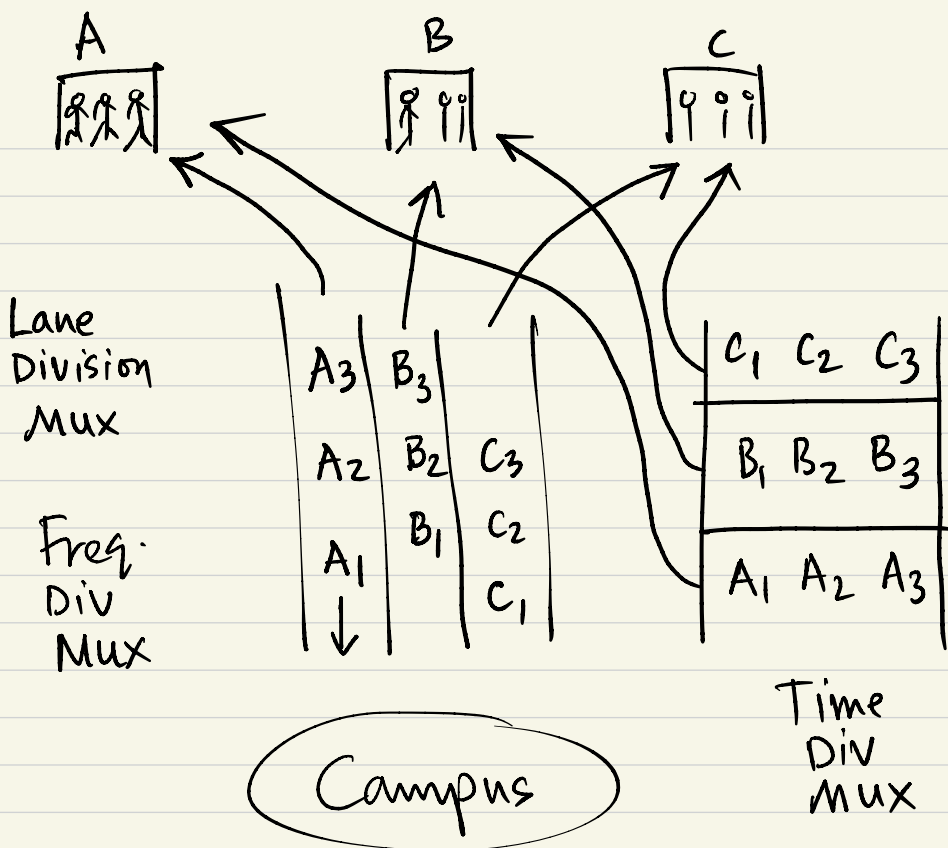 A B C
Lane
Division
Mux
A3 B3
A2 B2 C3
B1 C2
A1
C1
Freq.
Div
Mux
C1 C2 C3
B1 B2 B3
A1 A2 A3
Time
Div
Mux
Campus